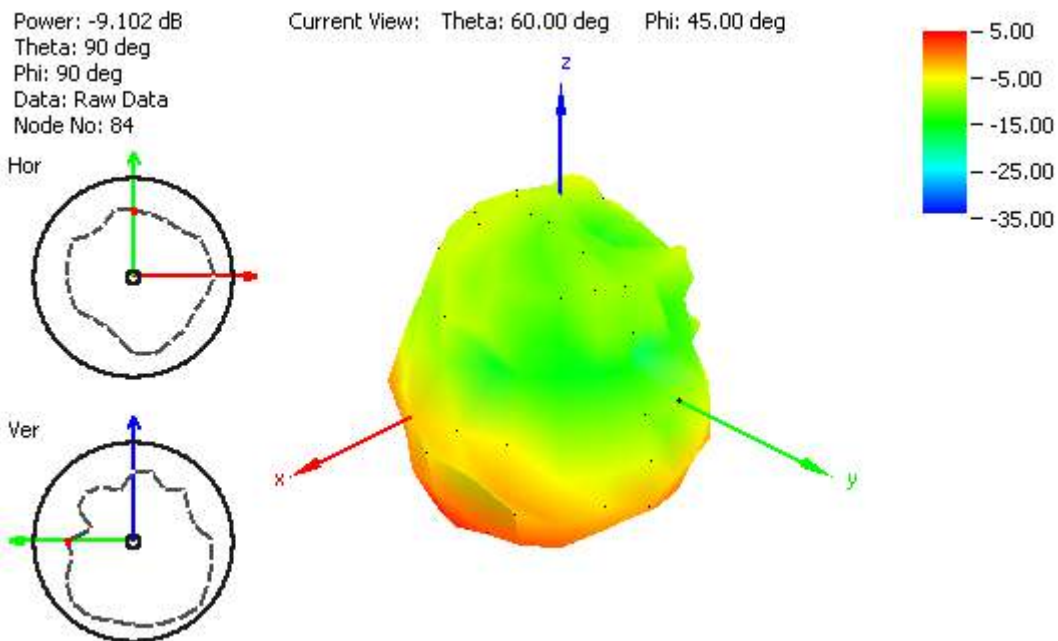 Power: -9.102 dB
Theta: 90 deg
Phi: 90 deg
Data: Raw Data
Node No: 84
Current View: Theta: 60.00 deg Phi: 45.00 deg
5.00
-5.00
-15.00
-25.00
-35.00
Hor
Ver
z
x
y